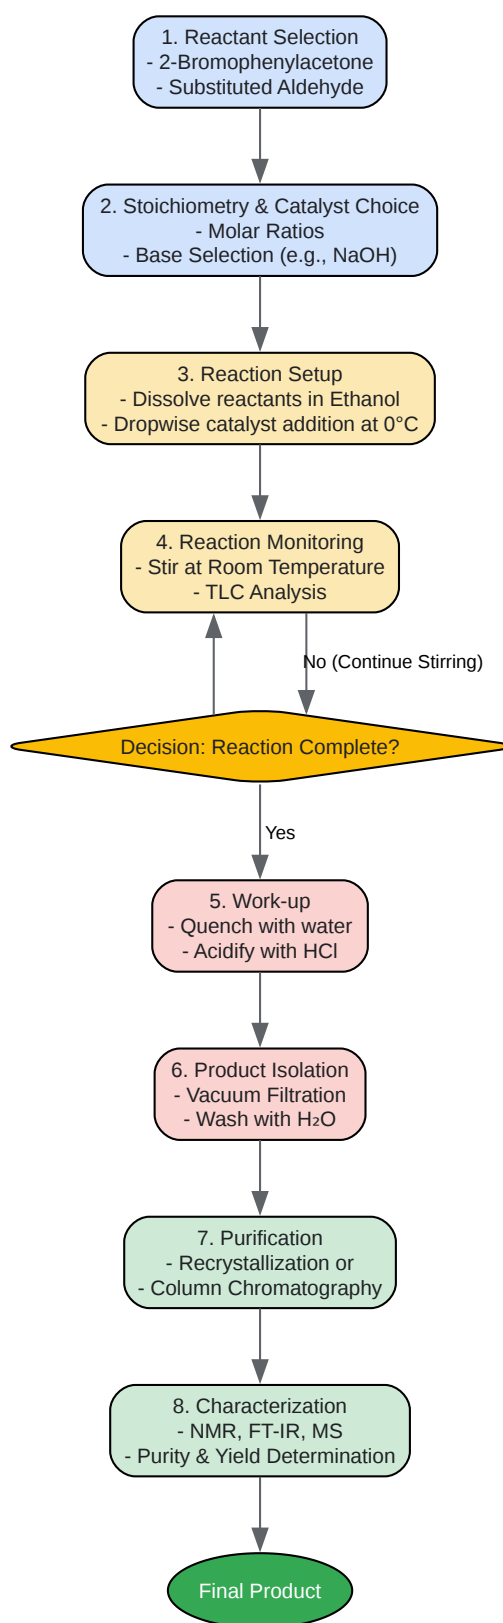 1. Reactant Selection
- 2-Bromophenylacetone
- Substituted Aldehyde
2. Stoichiometry & Catalyst Choice
- Molar Ratios
- Base Selection (e.g., NaOH)
3. Reaction Setup
- Dissolve reactants in Ethanol
- Dropwise catalyst addition at 0°C
4. Reaction Monitoring
- Stir at Room Temperature
- TLC Analysis
No (Continue Stirring)
Decision: Reaction Complete?
Yes
5. Work-up
- Quench with water
- Acidify with HCl
6. Product Isolation
- Vacuum Filtration
- Wash with H₂O
7. Purification
- Recrystallization or
- Column Chromatography
8. Characterization
- NMR, FT-IR, MS
- Purity & Yield Determination
Final Product